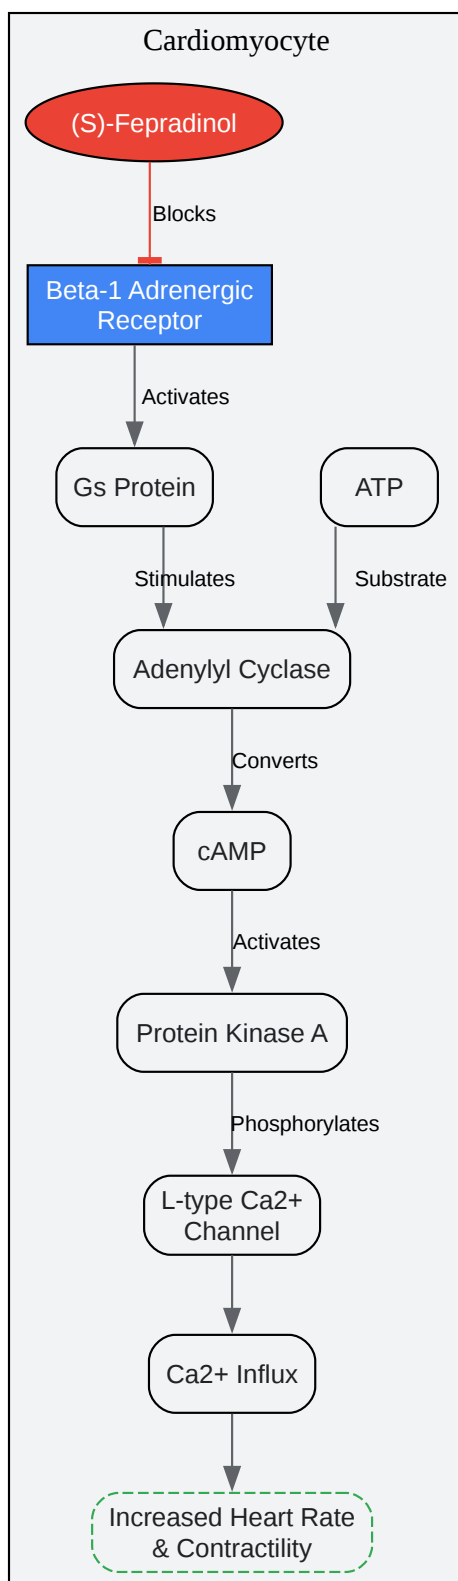 Cardiomyocyte
(S)-Fepradinol
Blocks
Beta-1 Adrenergic
Receptor
Activates
Gs Protein
ATP
Stimulates
Substrate
Adenylyl Cyclase
Converts
cAMP
Activates
Protein Kinase A
Phosphorylates
L-type Ca2+
Channel
Ca2+ Influx
Increased Heart Rate
& Contractility